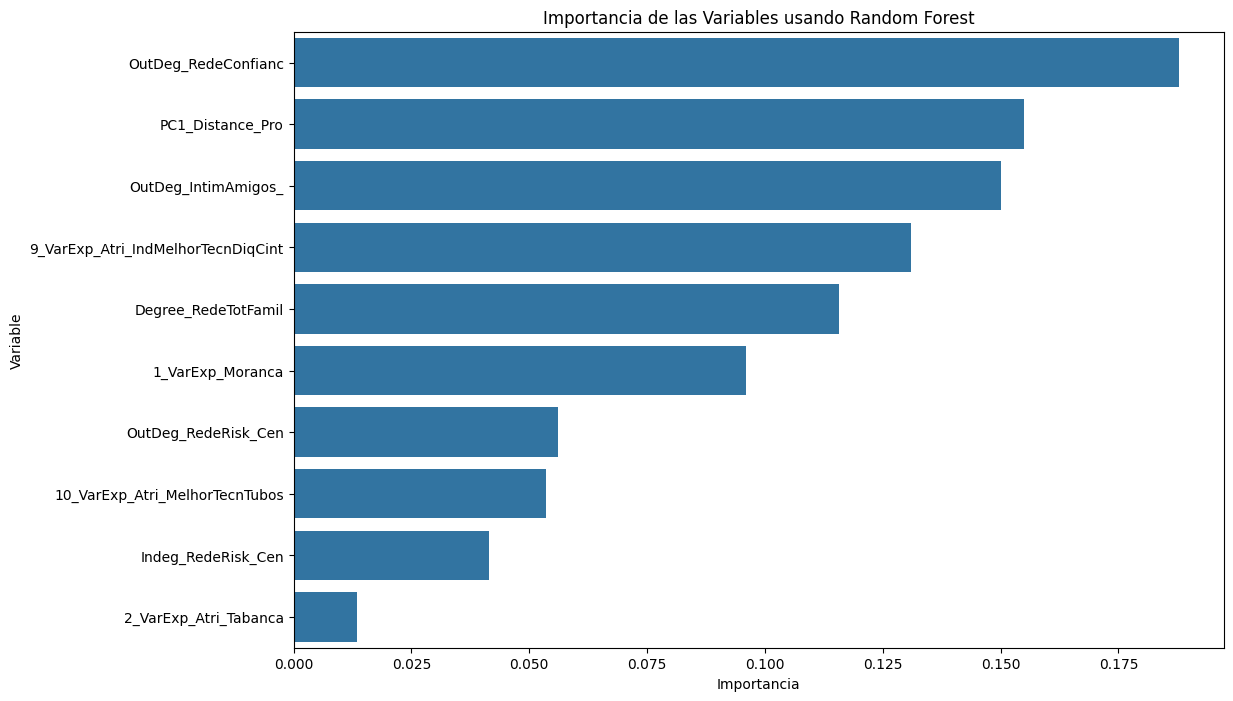 Importancia de las Variables usando Random Forest
OutDeg_RedeConfianc
PC1_Distance_Pro
OutDeg_IntimAmigos_
9_VarExp_Atri_IndMelhorTecnDiqCint
Degree_RedeTotFamil
1_VarExp_Moranca
OutDeg_RedeRisk_Cen
10_VarExp_Atri_MelhorTecnTubos
Indeg_RedeRisk_Cen
2_VarExp_Atri_Tabanca
Variable
0.000 0.025 0.050 0.075 0.100 0.125 0.150 0.175
Importancia